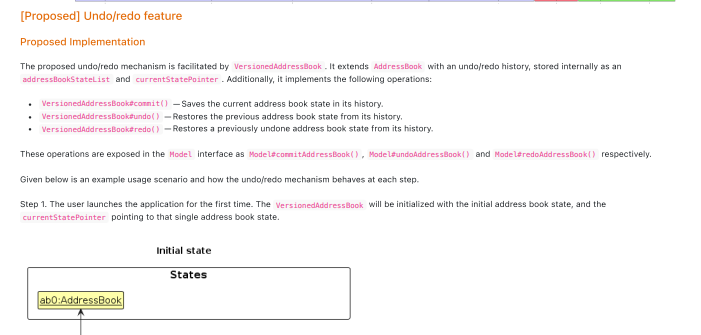 [Proposed] Undo/redo feature
Proposed Implementation
The proposed undo/redo mechanism is facilitated by VersionedAddressBook. It extends AddressBook with an undo/redo history, stored internally as an
addressBookStateList and currentStatePointer. Additionally, it implements the following operations:
• VersionedAddressBook#commit() — Saves the current address book state in its history.
• VersionedAddressBook#undo() — Restores the previous address book state from its history.
• VersionedAddressBook#redo() — Restores a previously undone address book state from its history.
These operations are exposed in the Model interface as Model#commitAddressBook(), Model#undoAddressBook() and Model#redoAddressBook() respectively.
Given below is an example usage scenario and how the undo/redo mechanism behaves at each step.
Step 1. The user launches the application for the first time. The VersionedAddressBook will be initialized with the initial address book state, and the
currentStatePointer pointing to that single address book state.
Initial state
States
ab0:AddressBook